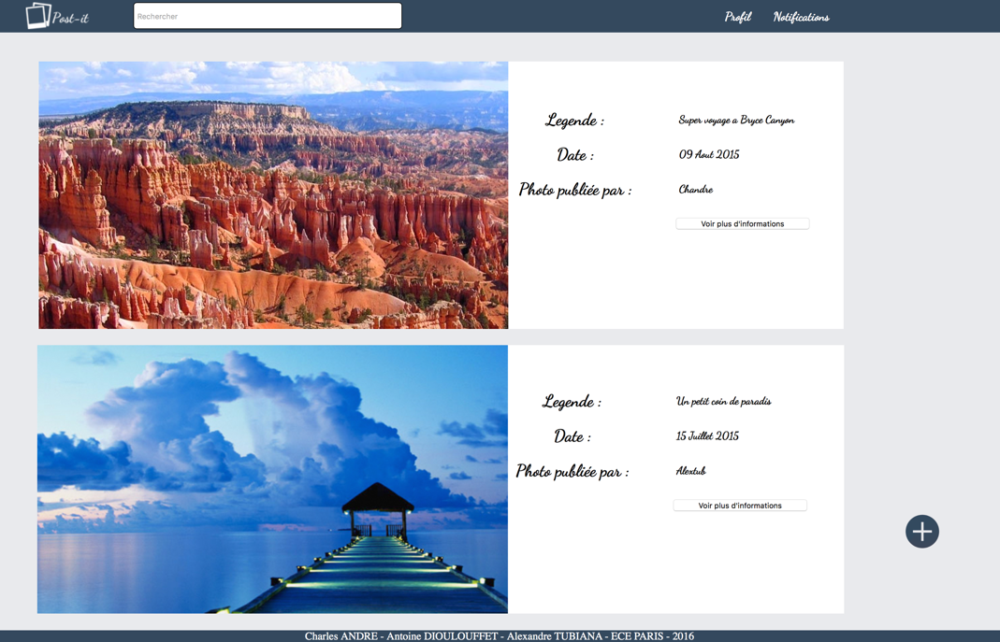 Post-it
Rechercher
Profil Notifications
Legende : Super voyage a Bryce Canyon
Date : 09 Aout 2015
Photo publiée par : Chandre
Voir plus d'informations
Legende : Un petit coin de paradis
Date : 15 Juillet 2015
Photo publiée par : Alextub
Voir plus d'informations
Charles ANDRE - Antoine DIOULOUFFET - Alexandre TUBIANA - ECE PARIS - 2016